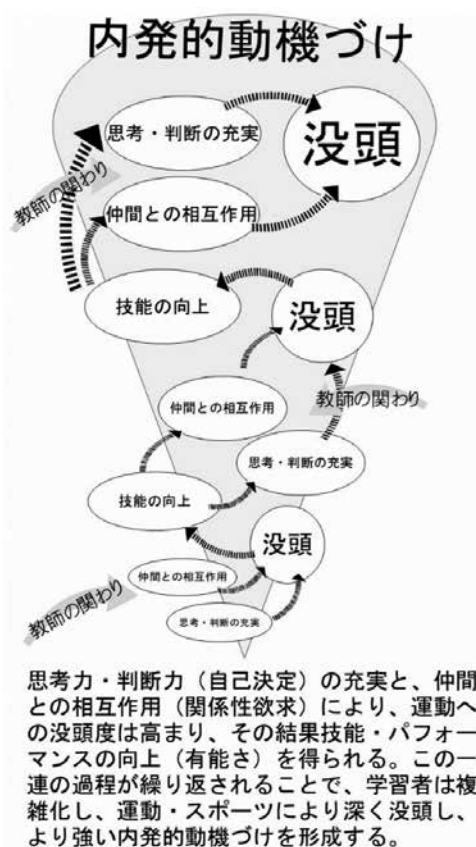 内発的動機づけ
思考・判断の充実
没頭
教師の関わり
仲間との相互作用
技能の向上
没頭
仲間との相互作用
教師の関わり
思考・判断の充実
技能の向上
没頭
仲間との相互作用
教師の関わり
思考・判断の充実
思考力・判断力（自己決定）の充実と、仲間
との相互作用（関係性欲求）により、運動へ
の没頭度は高まり、その結果技能・パフォー
マンスの向上（有能さ）を得られる。この一
連の過程が繰り返されることで、学習者は複
雑化し、運動・スポーツにより深く没頭し、
より強い内発的動機づけを形成する。